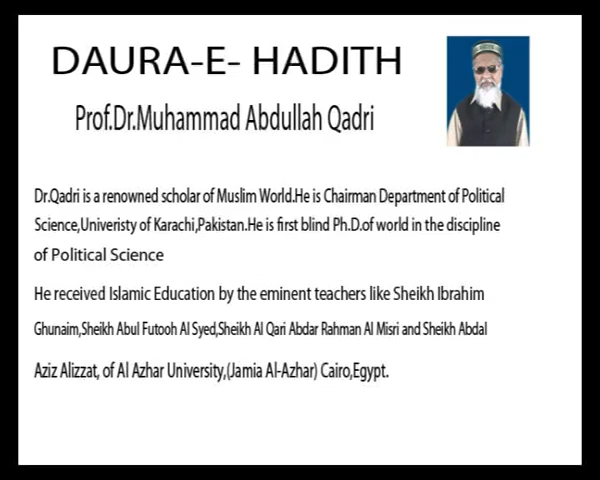 DAURA-E- HADITH
Prof.Dr.Muhammad Abdullah Qadri
Dr.Qadri is a renowned scholar of Muslim World.He is Chairman Department of Political
Science,Univeristy of Karachi,Pakistan.He is first blind Ph.D.of world in the discipline
of Political Science
He received Islamic Education by the eminent teachers like Sheikh Ibrahim
Ghunaim,Sheikh Abul Futooh Al Syed,Sheikh Al Qari Abdar Rahman Al Misri and Sheikh Abdal
Aziz Alizzat, of Al Azhar University,(Jamia Al-Azhar) Cairo,Egypt.